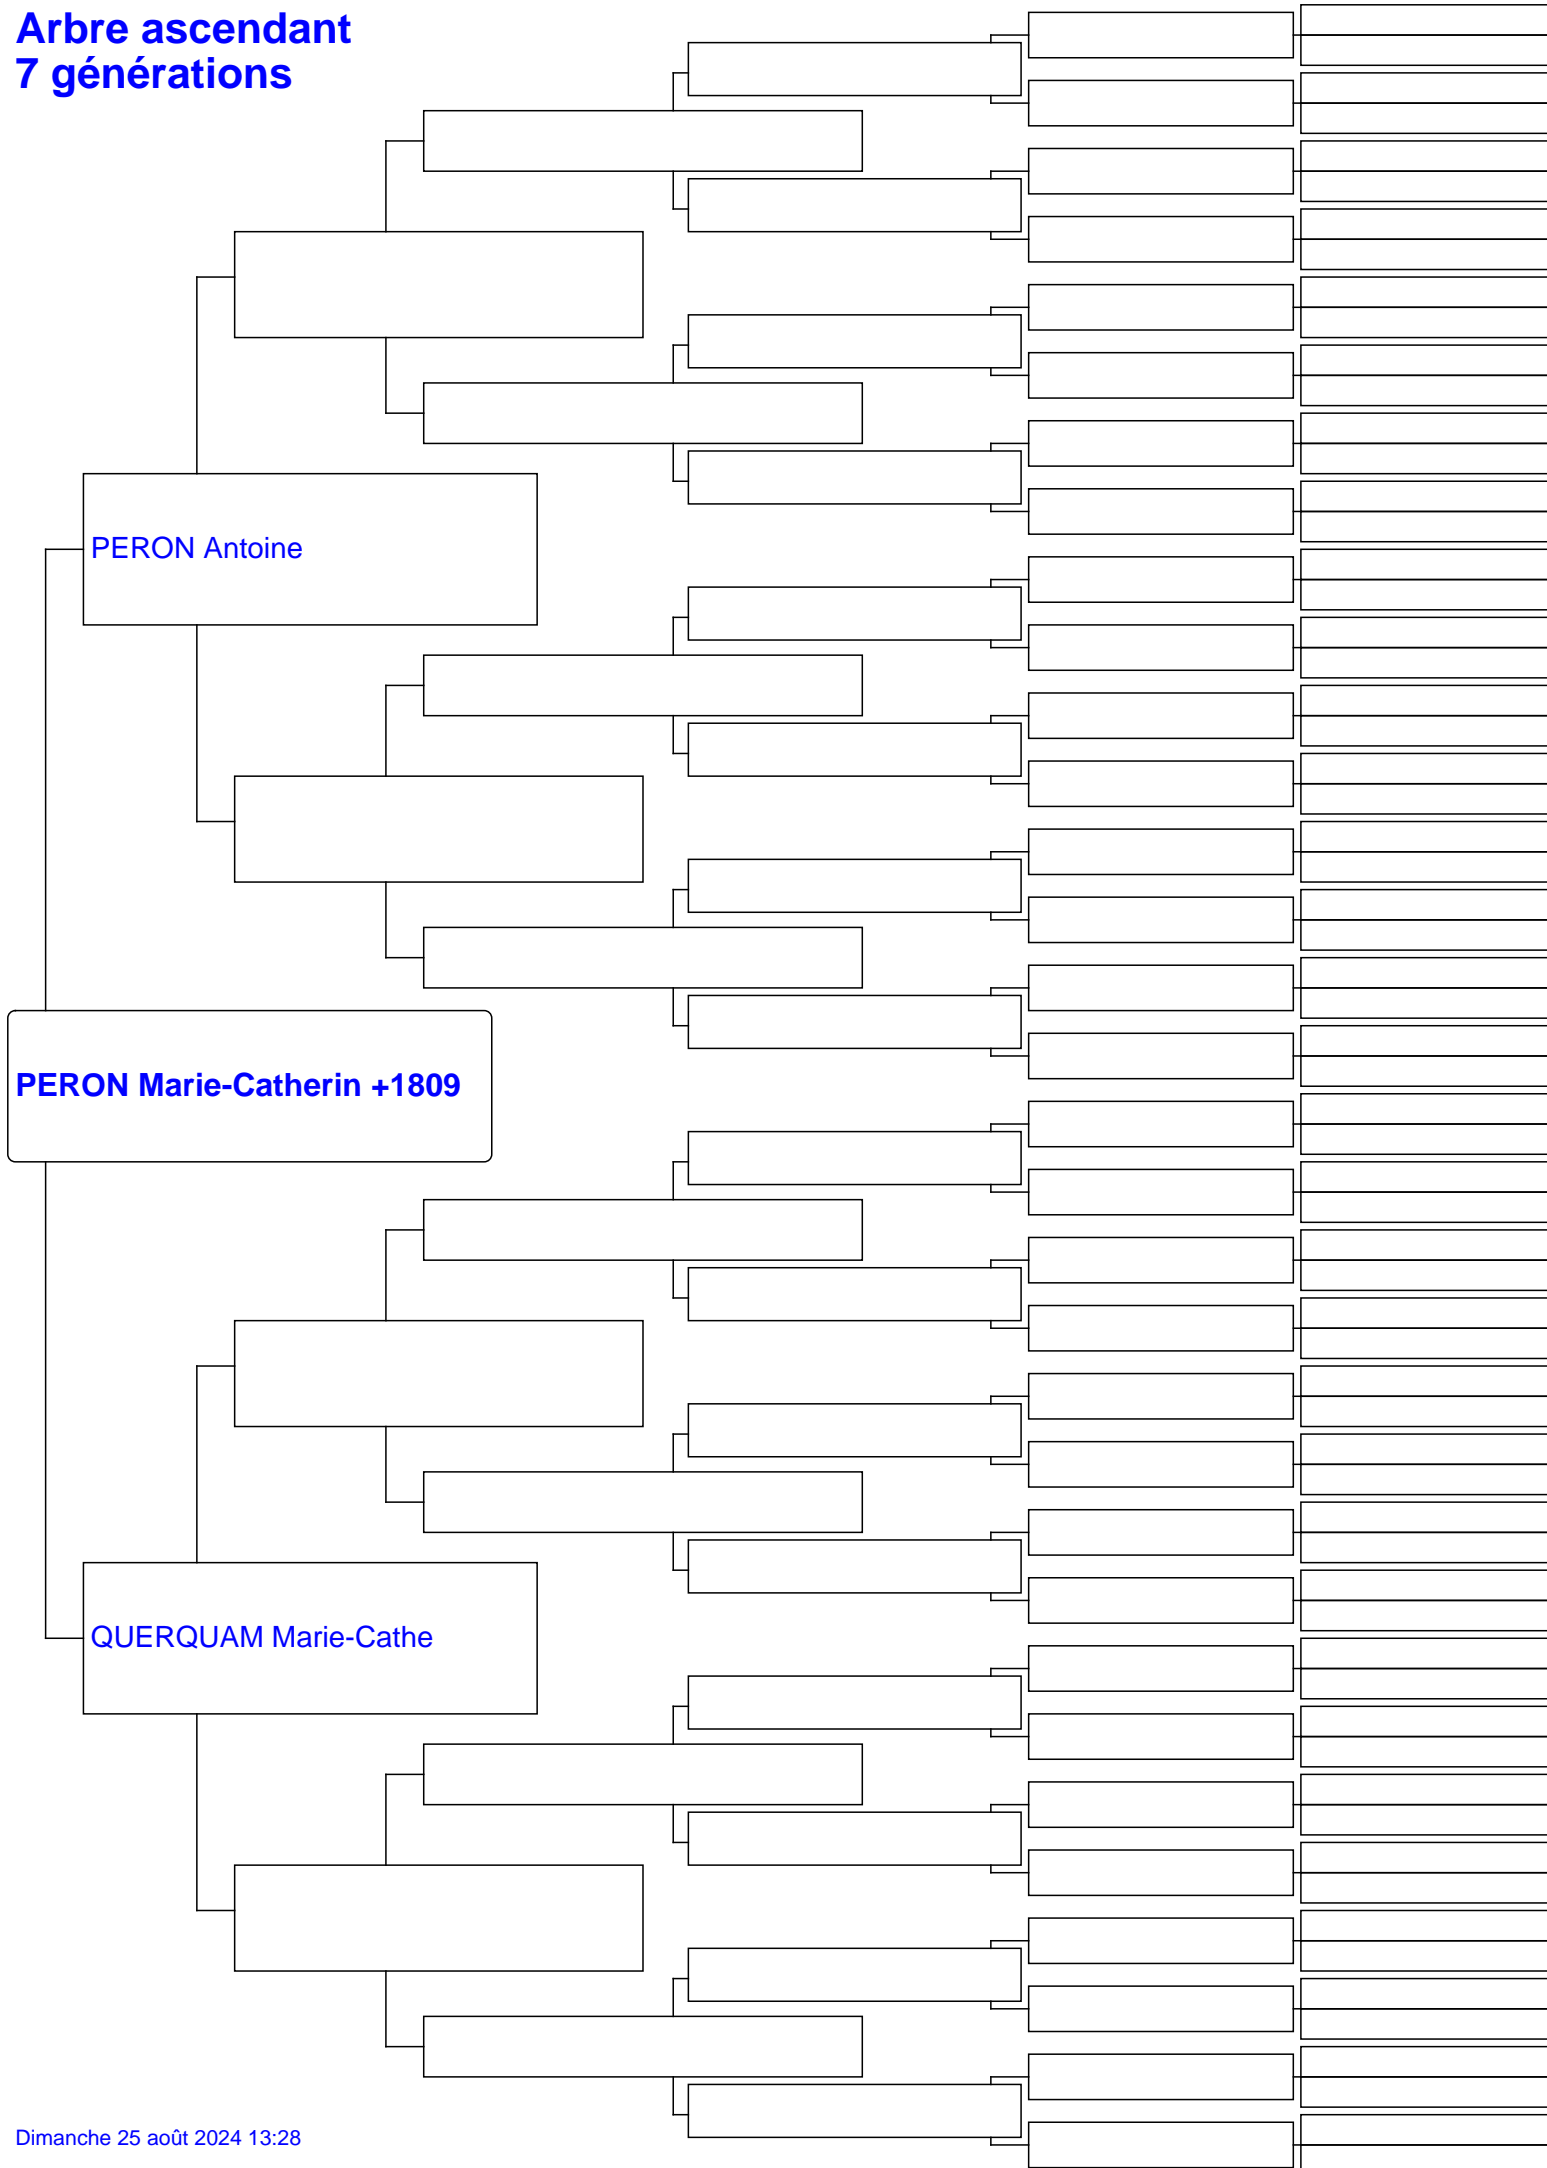 Arbre ascendant
7 générations
PERON Antoine
PERON Marie-Catherin +1809
QUERQUAM Marie-Cathe
Dimanche 25 août 2024 13:28